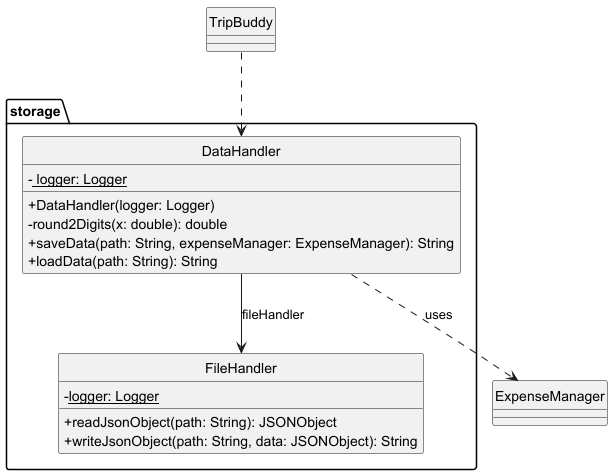 TripBuddy
storage
DataHandler
- logger: Logger
+DataHandler(logger: Logger)
-round2Digits(x: double): double
+saveData(path: String, expenseManager: ExpenseManager): String
+loadData(path: String): String
fileHandler
uses
FileHandler
-logger: Logger
+readJsonObject(path: String): JSONObject
+writeJsonObject(path: String, data: JSONObject): String
ExpenseManager